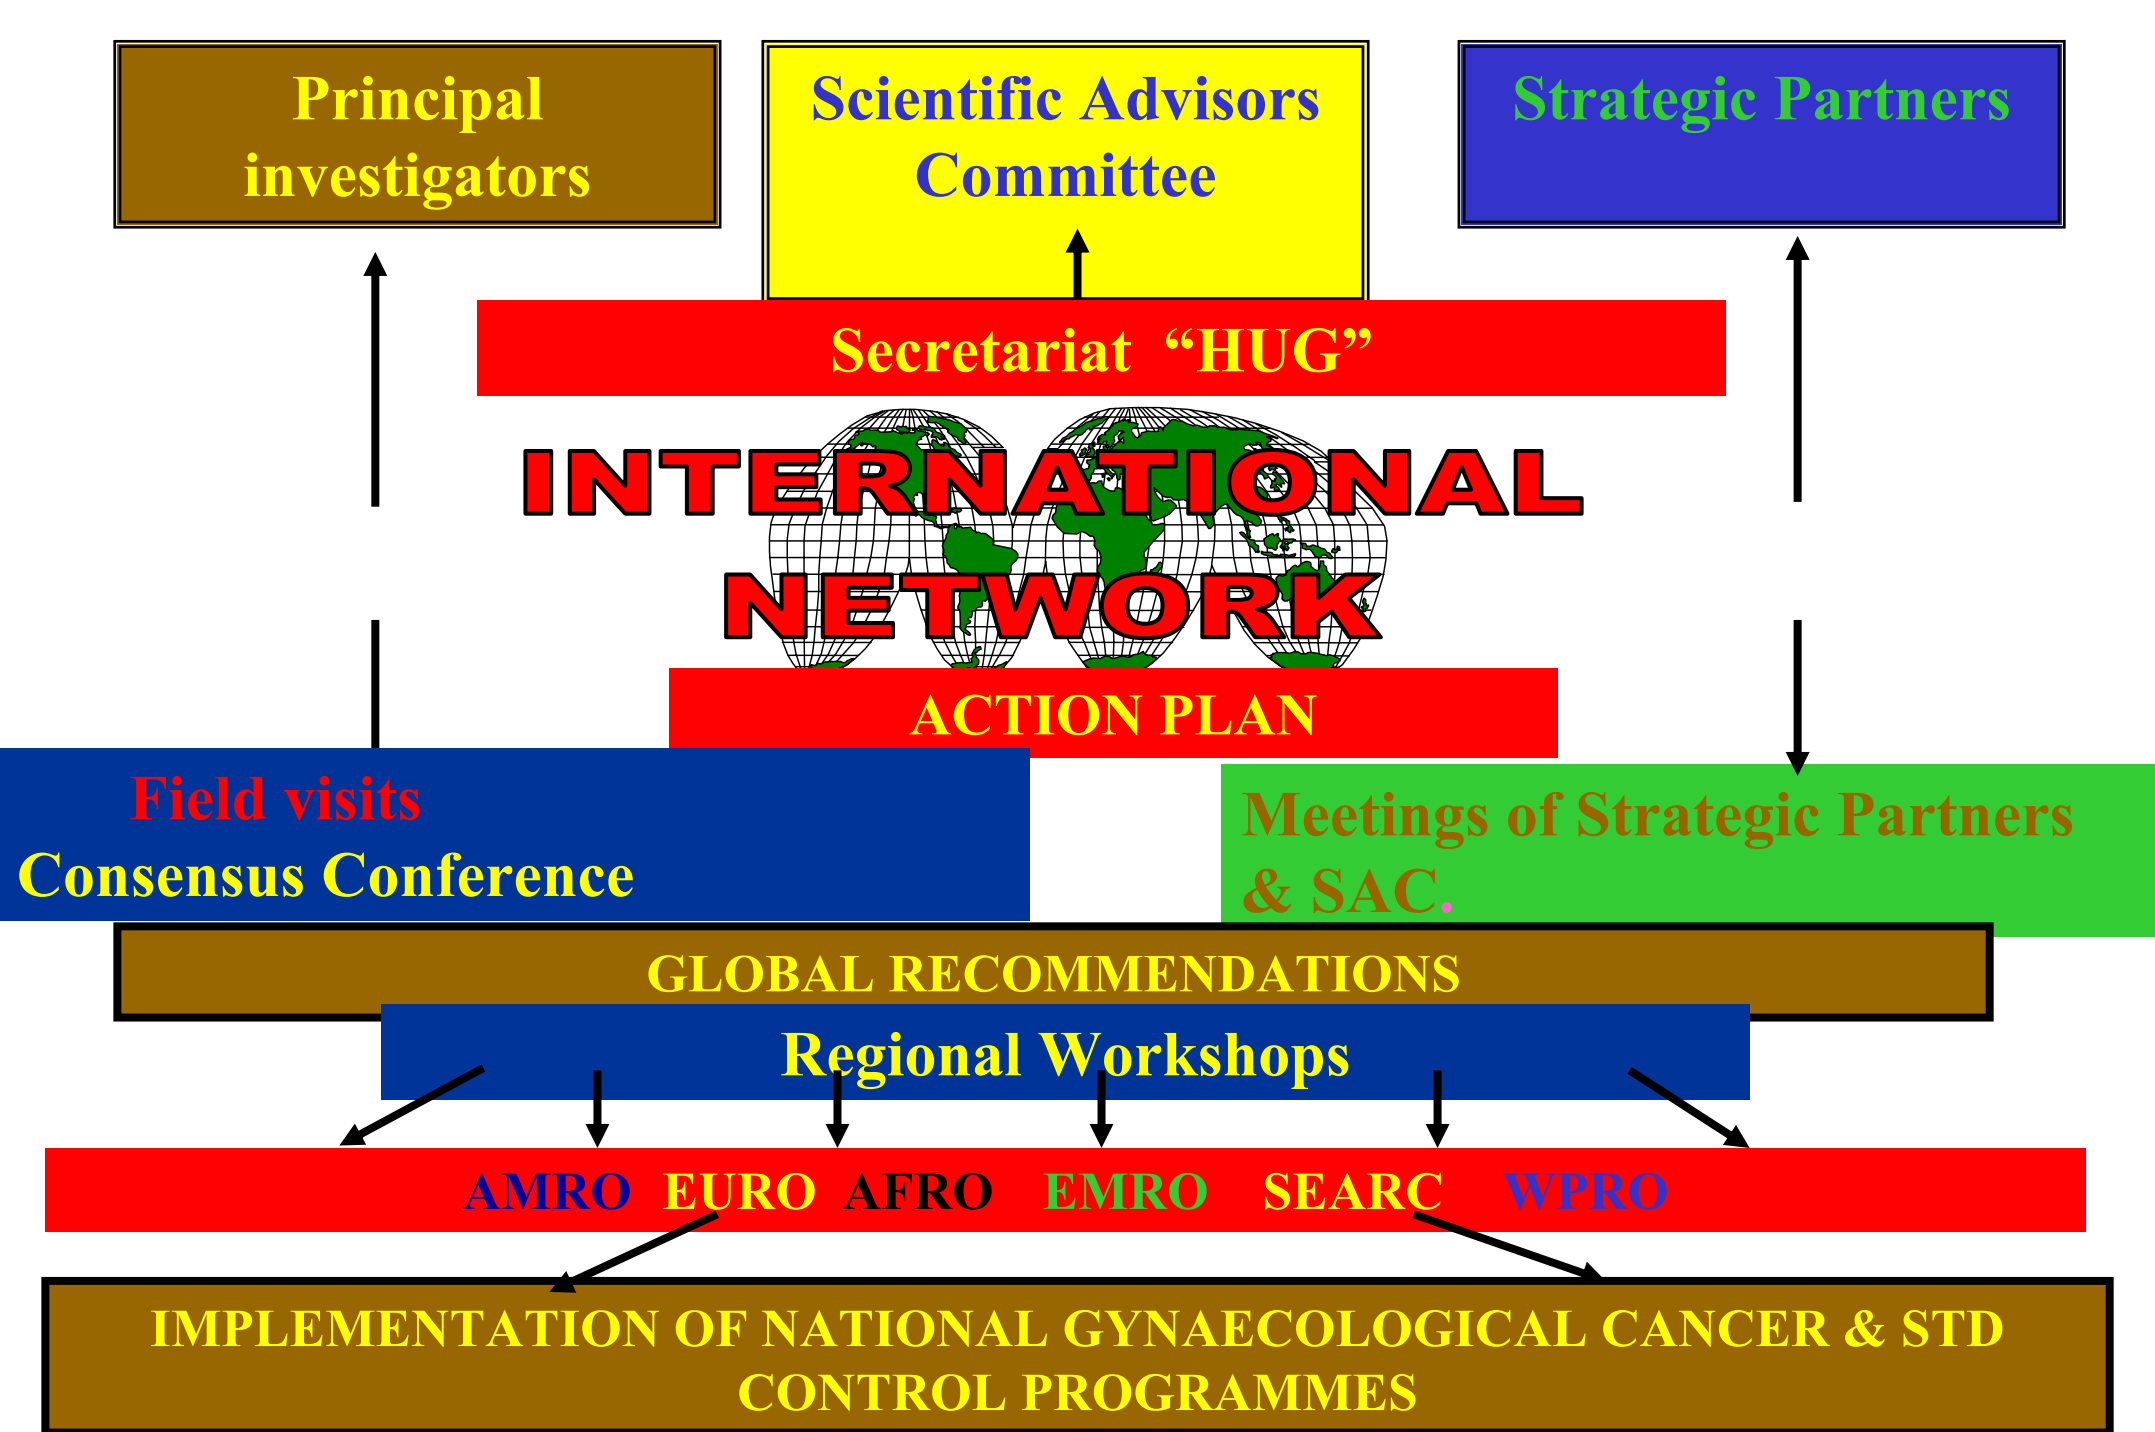 Principal
investigators
Scientific Advisors
Committee
Strategic Partners
Secretariat “HUG”
INTERNATIONAL
NETWORK
ACTION PLAN
Field visits
Consensus Conference
Meetings of Strategic Partners
& SAC.
GLOBAL RECOMMENDATIONS
Regional Workshops
AMRO EURO AFRO EMRO SEARC WPRO
IMPLEMENTATION OF NATIONAL GYNAECOLOGICAL CANCER & STD
CONTROL PROGRAMMES